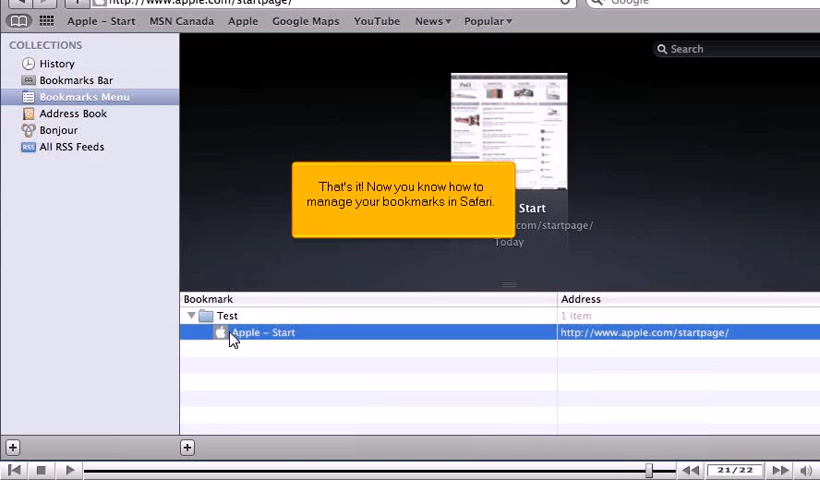 http://www.apple.com/startpage/
Google
Apple – Start MSN Canada Apple Google Maps YouTube News Popular
COLLECTIONS
History
Bookmarks Bar
Bookmarks Menu
Address Book
Bonjour
RSS All RSS Feeds
Search
That's it! Now you know how to
manage your bookmarks in Safari.
Start
com/startpage/
Today
Bookmark Address
Test 1 item
Apple – Start http://www.apple.com/startpage/
21/22